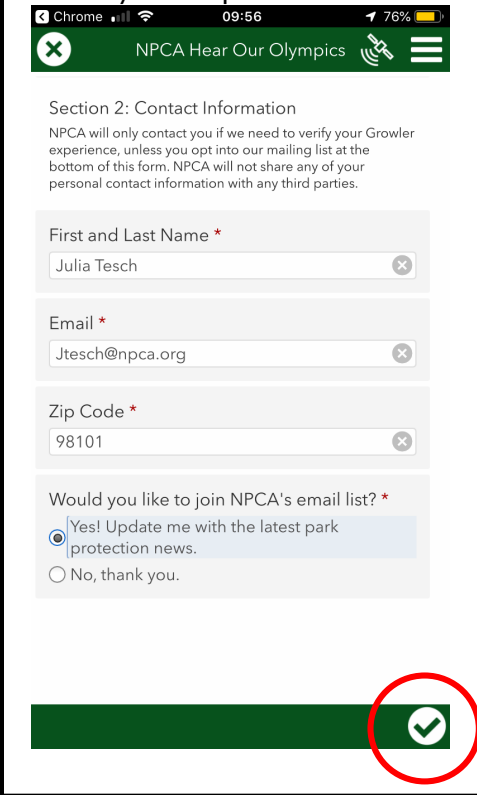 Chrome 09:56 76%
NPCA Hear Our Olympics
Section 2: Contact Information
NPCA will only contact you if we need to verify your Growler
experience, unless you opt into our mailing list at the
bottom of this form. NPCA will not share any of your
personal contact information with any third parties.
First and Last Name *
Julia Tesch
Email *
Jtesch@npca.org
Zip Code *
98101
Would you like to join NPCA's email list? *
Yes! Update me with the latest park
protection news.
No, thank you.